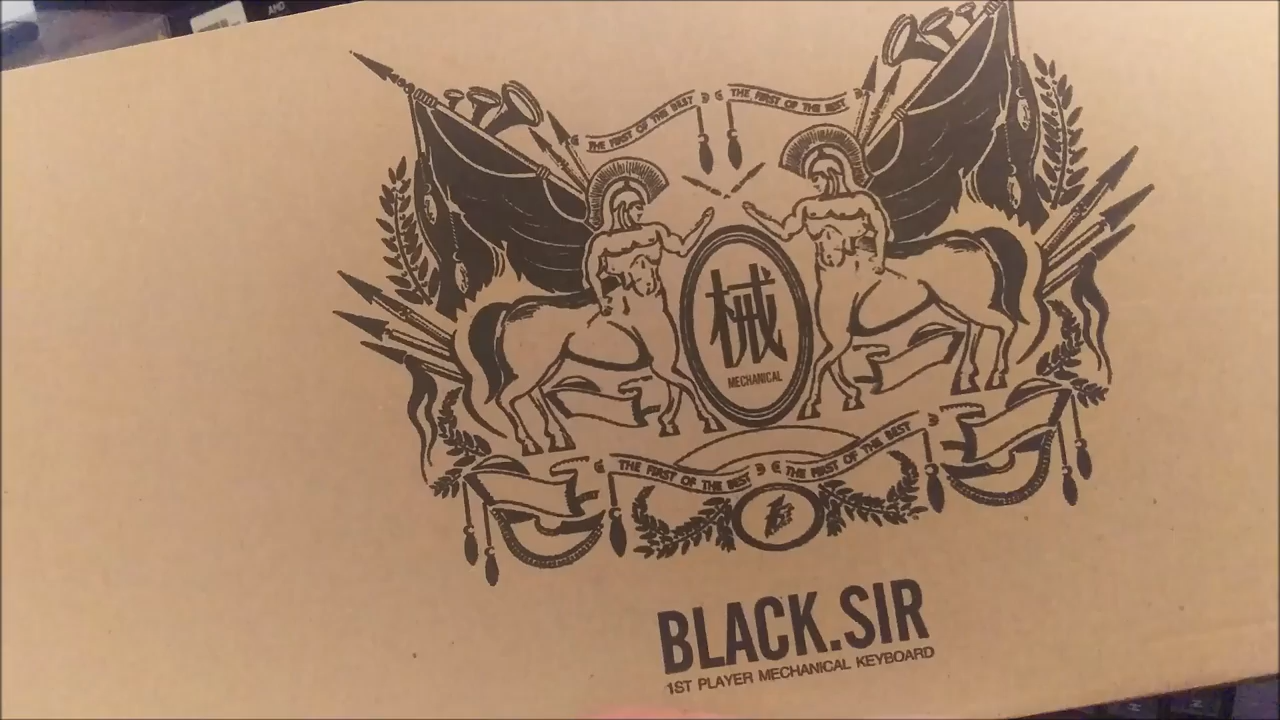 THE FIRST OF THE BEST
THE FIRST OF THE BEST
械
MECHANICAL
THE FIRST OF THE BEST
THE FIRST OF THE BEST
BLACK.SIR
1ST PLAYER MECHANICAL KEYBOARD